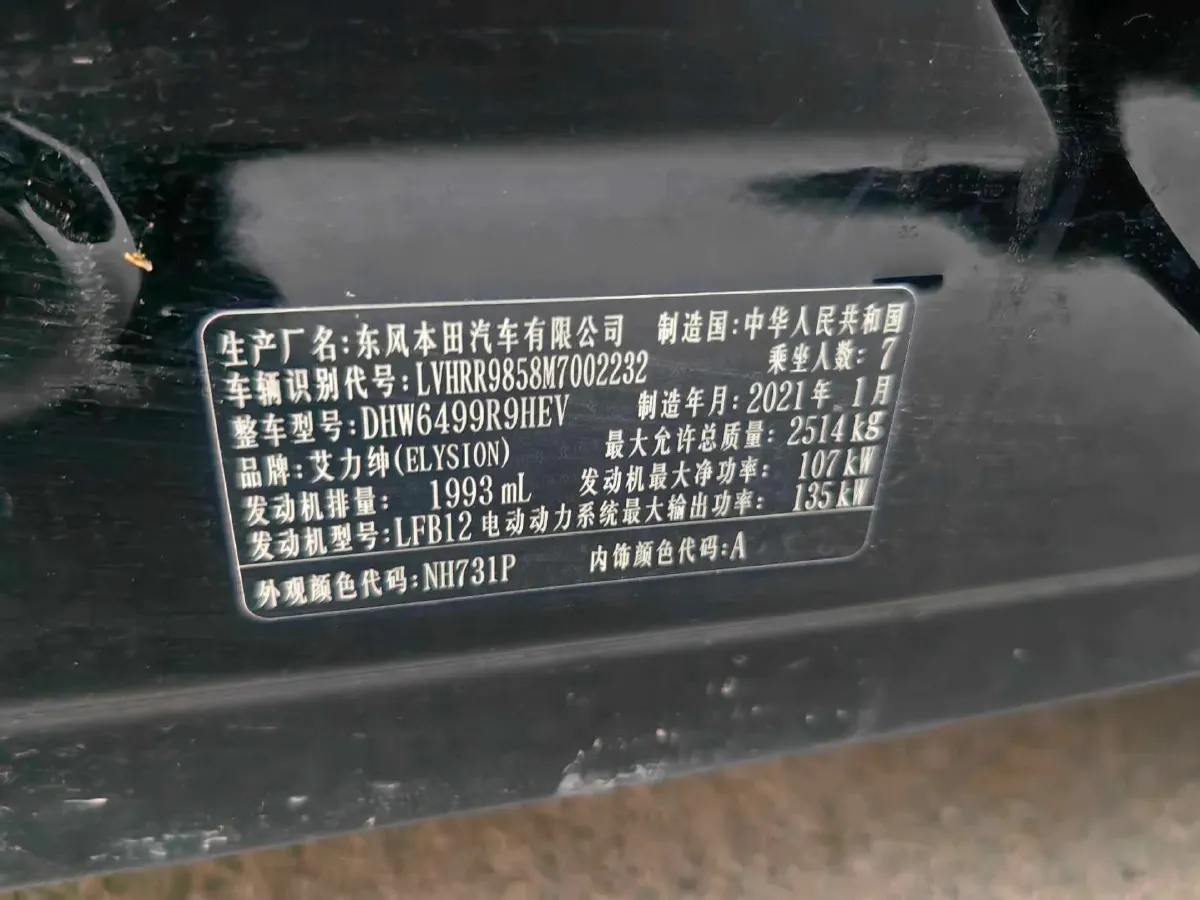 生产厂名:东风本田汽车有限公司 制造国:中华人民共和国
车辆识别代号:LVHRR9858M7002232 乘坐人数:7
整车型号:DHW6499R9HEV 制造年月:2021年 1月
品牌:艾力绅(ELYSION) 最大允许总质量:2514kg
发动机排量: 1993mL 发动机最大净功率: 107kW
发动机型号:LFB12 电动动力系统最大输出功率: 135kW
外观颜色代码:NH731P 内饰颜色代码:A